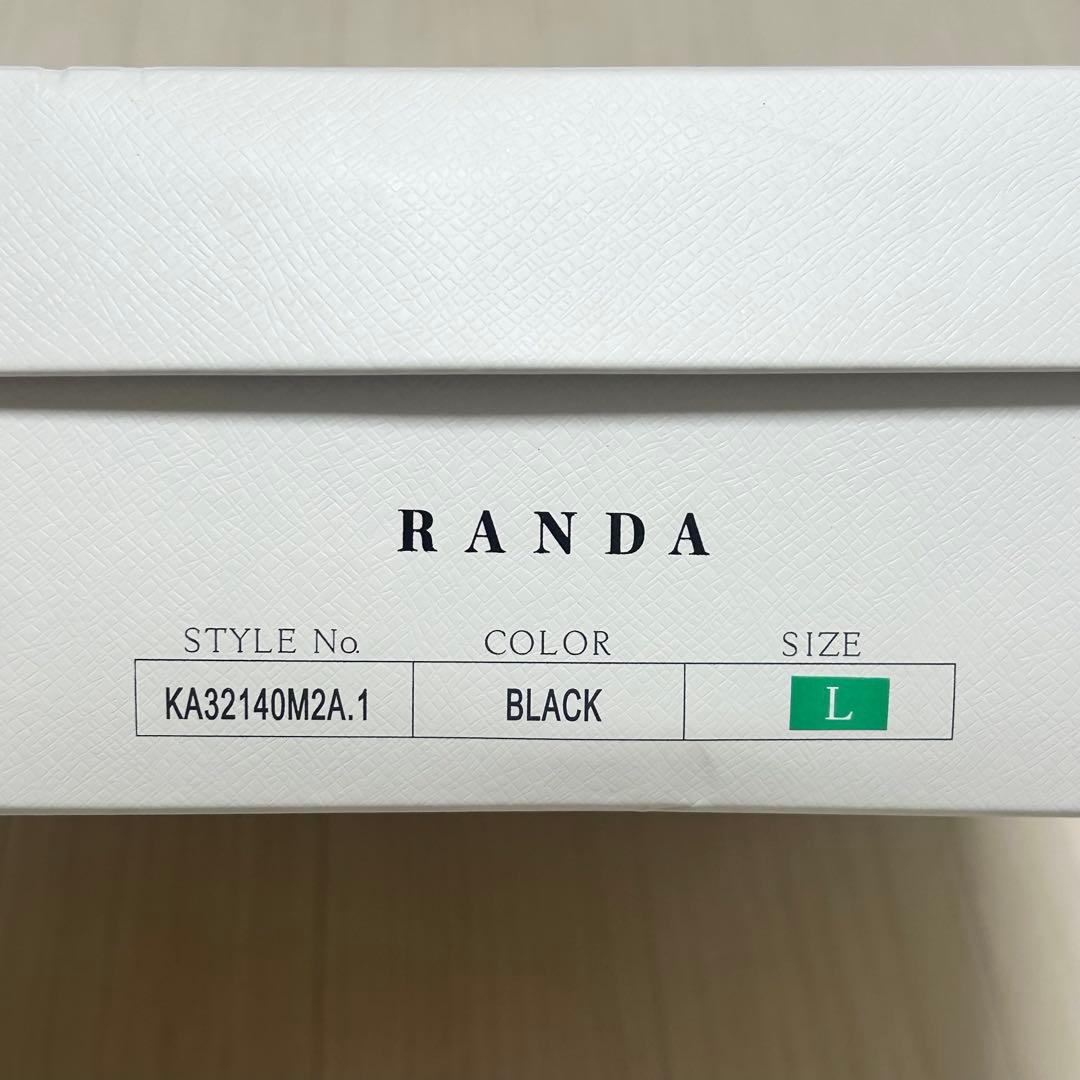 RANDA
STYLE No. COLOR SIZE
KA32140M2A.1 BLACK L